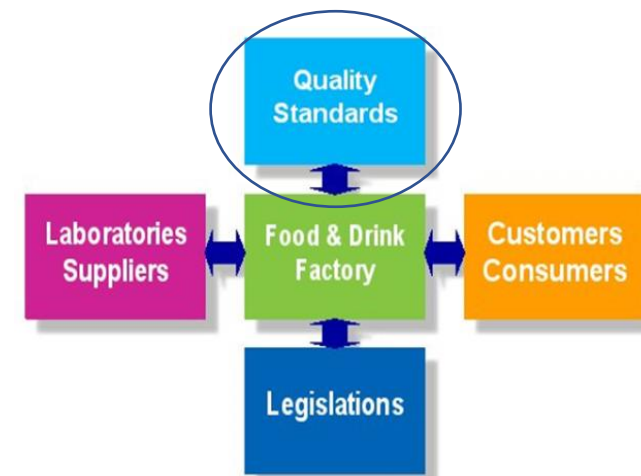 Quality
Standards
Laboratories
Suppliers
Food & Drink
Factory
Customers
Consumers
Legislations